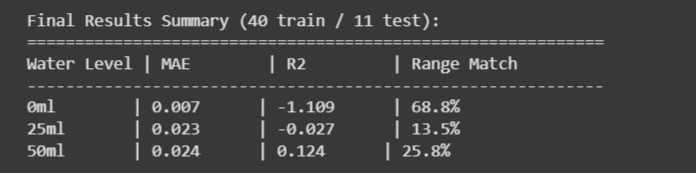 Final Results Summary (40 train / 11 test):
============================================================
Water Level | MAE | R2 | Range Match
------------------------------------------------------------
0ml | 0.007 | -1.109 | 68.8%
25ml | 0.023 | -0.027 | 13.5%
50ml | 0.024 | 0.124 | 25.8%